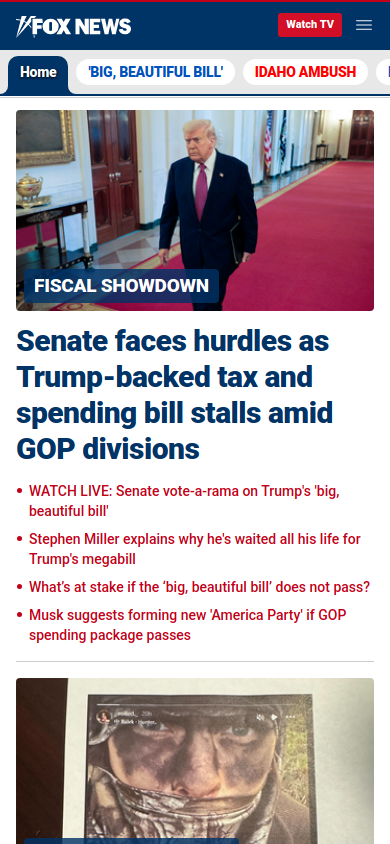 FOX NEWS
Watch TV
Home
'BIG, BEAUTIFUL BILL'
IDAHO AMBUSH
FISCAL SHOWDOWN
Senate faces hurdles as
Trump-backed tax and
spending bill stalls amid
GOP divisions
• WATCH LIVE: Senate vote-a-rama on Trump's 'big,
beautiful bill'
• Stephen Miller explains why he's waited all his life for
Trump's megabill
• What’s at stake if the ‘big, beautiful bill’ does not pass?
• Musk suggests forming new 'America Party' if GOP
spending package passes